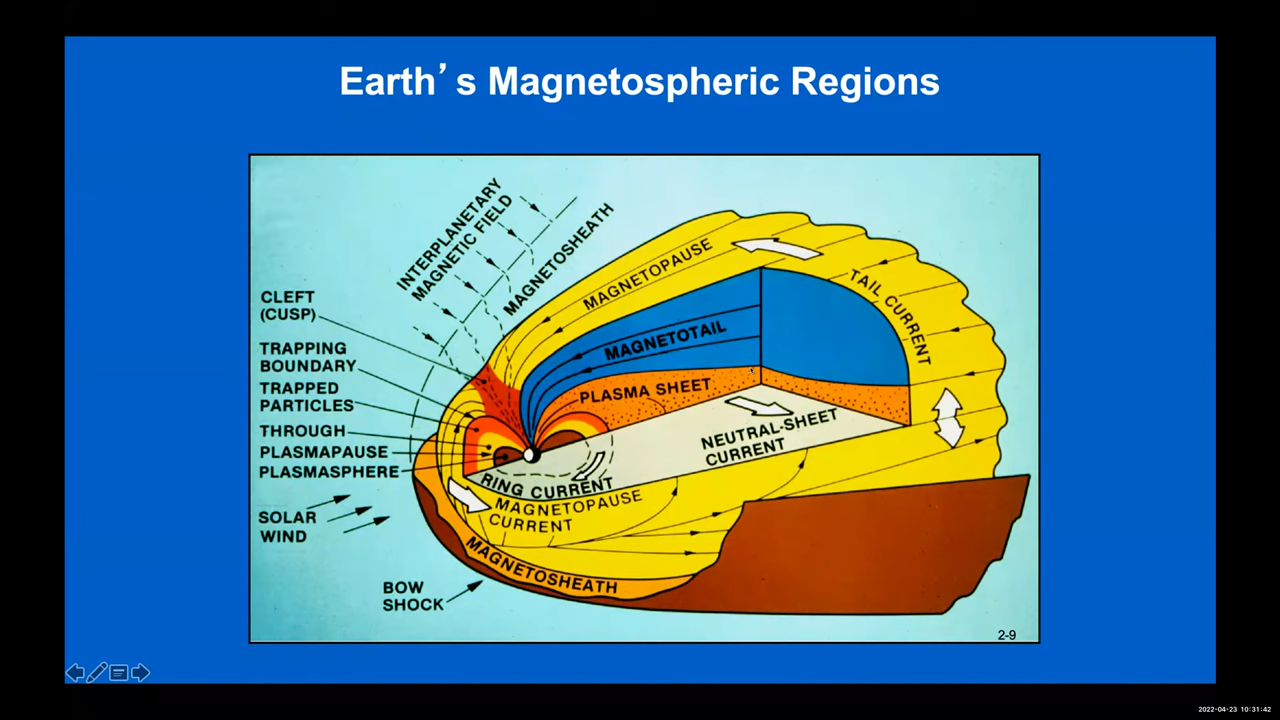 Earth’s Magnetospheric Regions
INTERPLANETARY
MAGNETIC FIELD
MAGNETOSHEATH
MAGNETOPAUSE
TAIL CURRENT
MAGNETOTAIL
PLASMA SHEET
NEUTRAL-SHEET
CURRENT
CLEFT
(CUSP)
TRAPPING
BOUNDARY
TRAPPED
PARTICLES
THROUGH
PLASMAPAUSE
PLASMASPHERE
RING CURRENT
MAGNETOPAUSE
CURRENT
SOLAR
WIND
MAGNETOSHEATH
BOW
SHOCK
2-9
2022-04-23 10:31:42